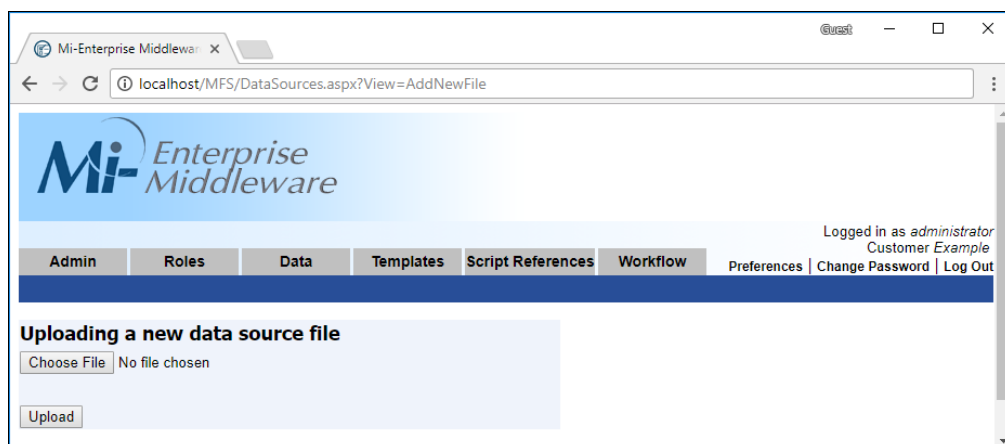 Guest
Mi-Enterprise Middlewar
localhost/MFS/DataSources.aspx?View=AddNewFile
Mi-Enterprise
Middleware
Logged in as administrator
Customer Example
Admin Roles Data Templates Script References Workflow Preferences | Change Password | Log Out
Uploading a new data source file
Choose File No file chosen
Upload